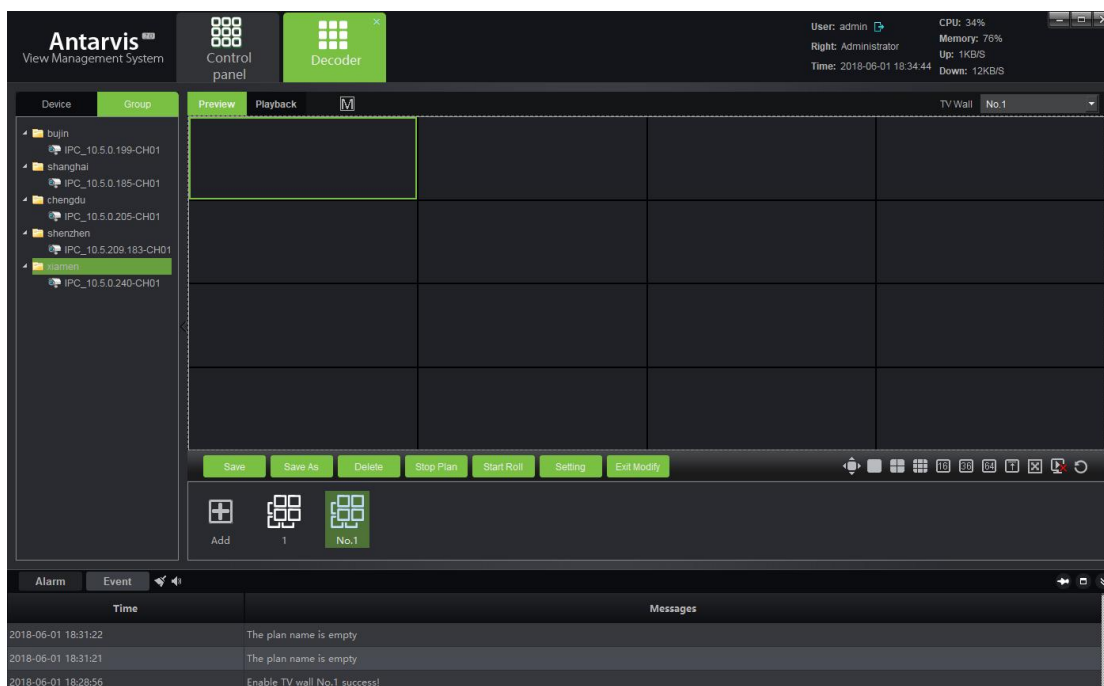 Antarvis 2.0
View Management System
Control
panel
Decoder
User: admin
Right: Administrator
Time: 2018-06-01 18:34:44
CPU: 34%
Memory: 76%
Up: 1KB/S
Down: 12KB/S
Device Group
Preview Playback M
TV Wall No.1
bujin
IPC_10.5.0.199-CH01
shanghai
IPC_10.5.0.185-CH01
chengdu
IPC_10.5.0.205-CH01
shenzhen
IPC_10.5.209.183-CH01
xiamen
IPC_10.5.0.240-CH01
Save Save As Delete Stop Plan Start Roll Setting Exit Modify
16 36 64
Add 1 No.1
Alarm Event
Time Messages
2018-06-01 18:31:22 The plan name is empty
2018-06-01 18:31:21 The plan name is empty
2018-06-01 18:28:56 Enable TV wall No.1 success!